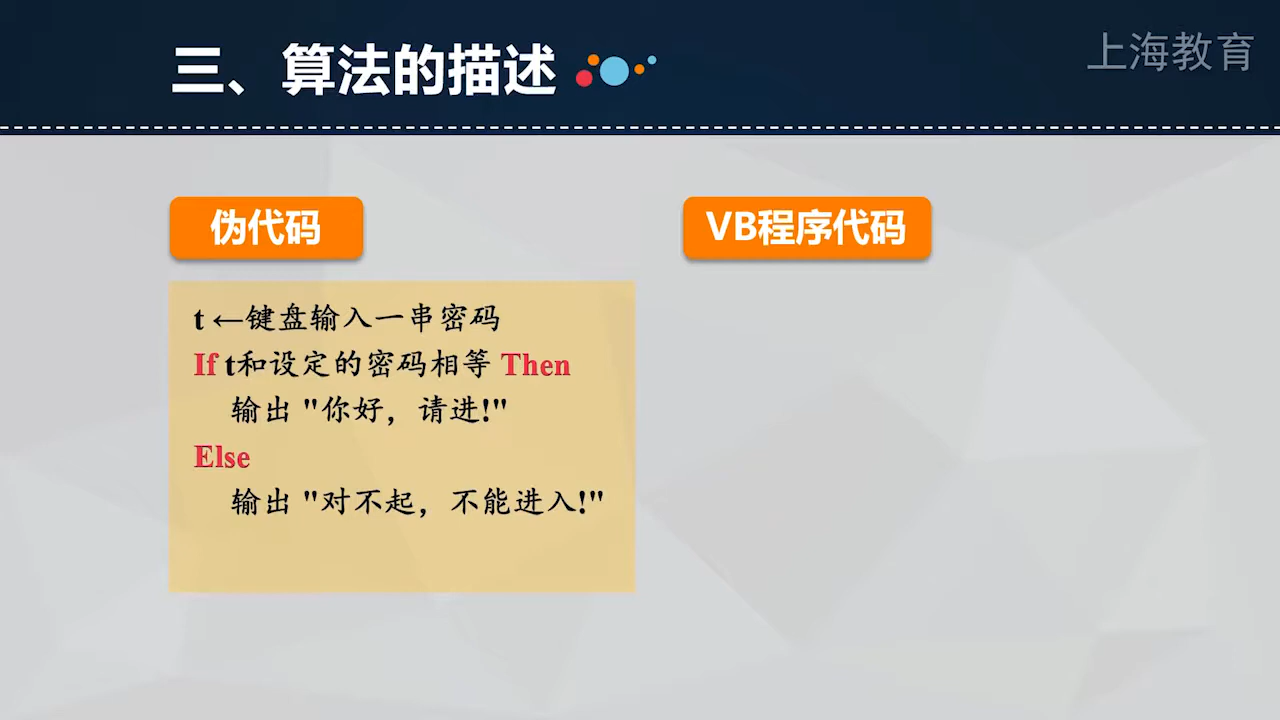 三、算法的描述
上海教育
伪代码
VB程序代码
t ←键盘输入一串密码
If t和设定的密码相等 Then
输出 "你好，请进!"
Else
输出 "对不起，不能进入!"